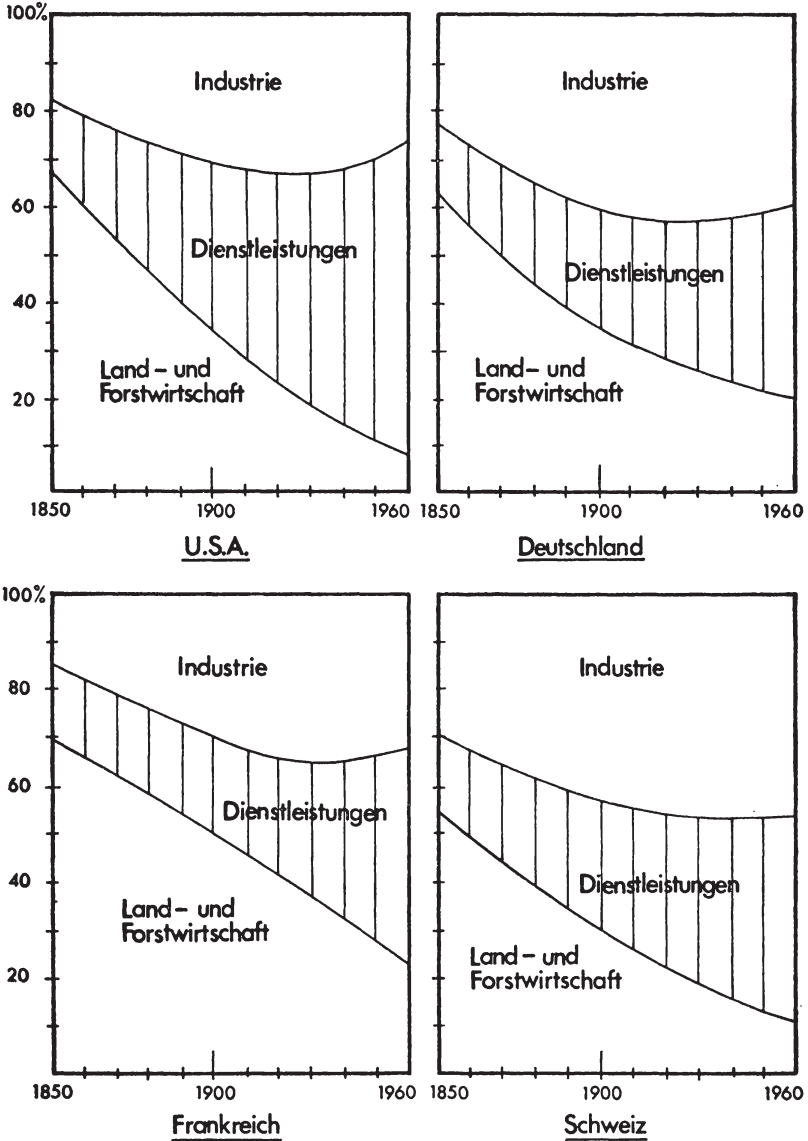 100%
Industrie
Industrie
80
60
Dienstleistungen
Dienstleistungen
40
Land- und
Forstwirtschaft
Land- und
Forstwirtschaft
20
1850 1900 1960
1850 1900 1960
U.S.A.
Deutschland
100%
Industrie
Industrie
80
60
Dienstleistungen
40
Dienstleistungen
Land- und
Forstwirtschaft
Land- und
Forstwirtschaft
20
1850 1900 1960
1850 1900 1960
Frankreich
Schweiz